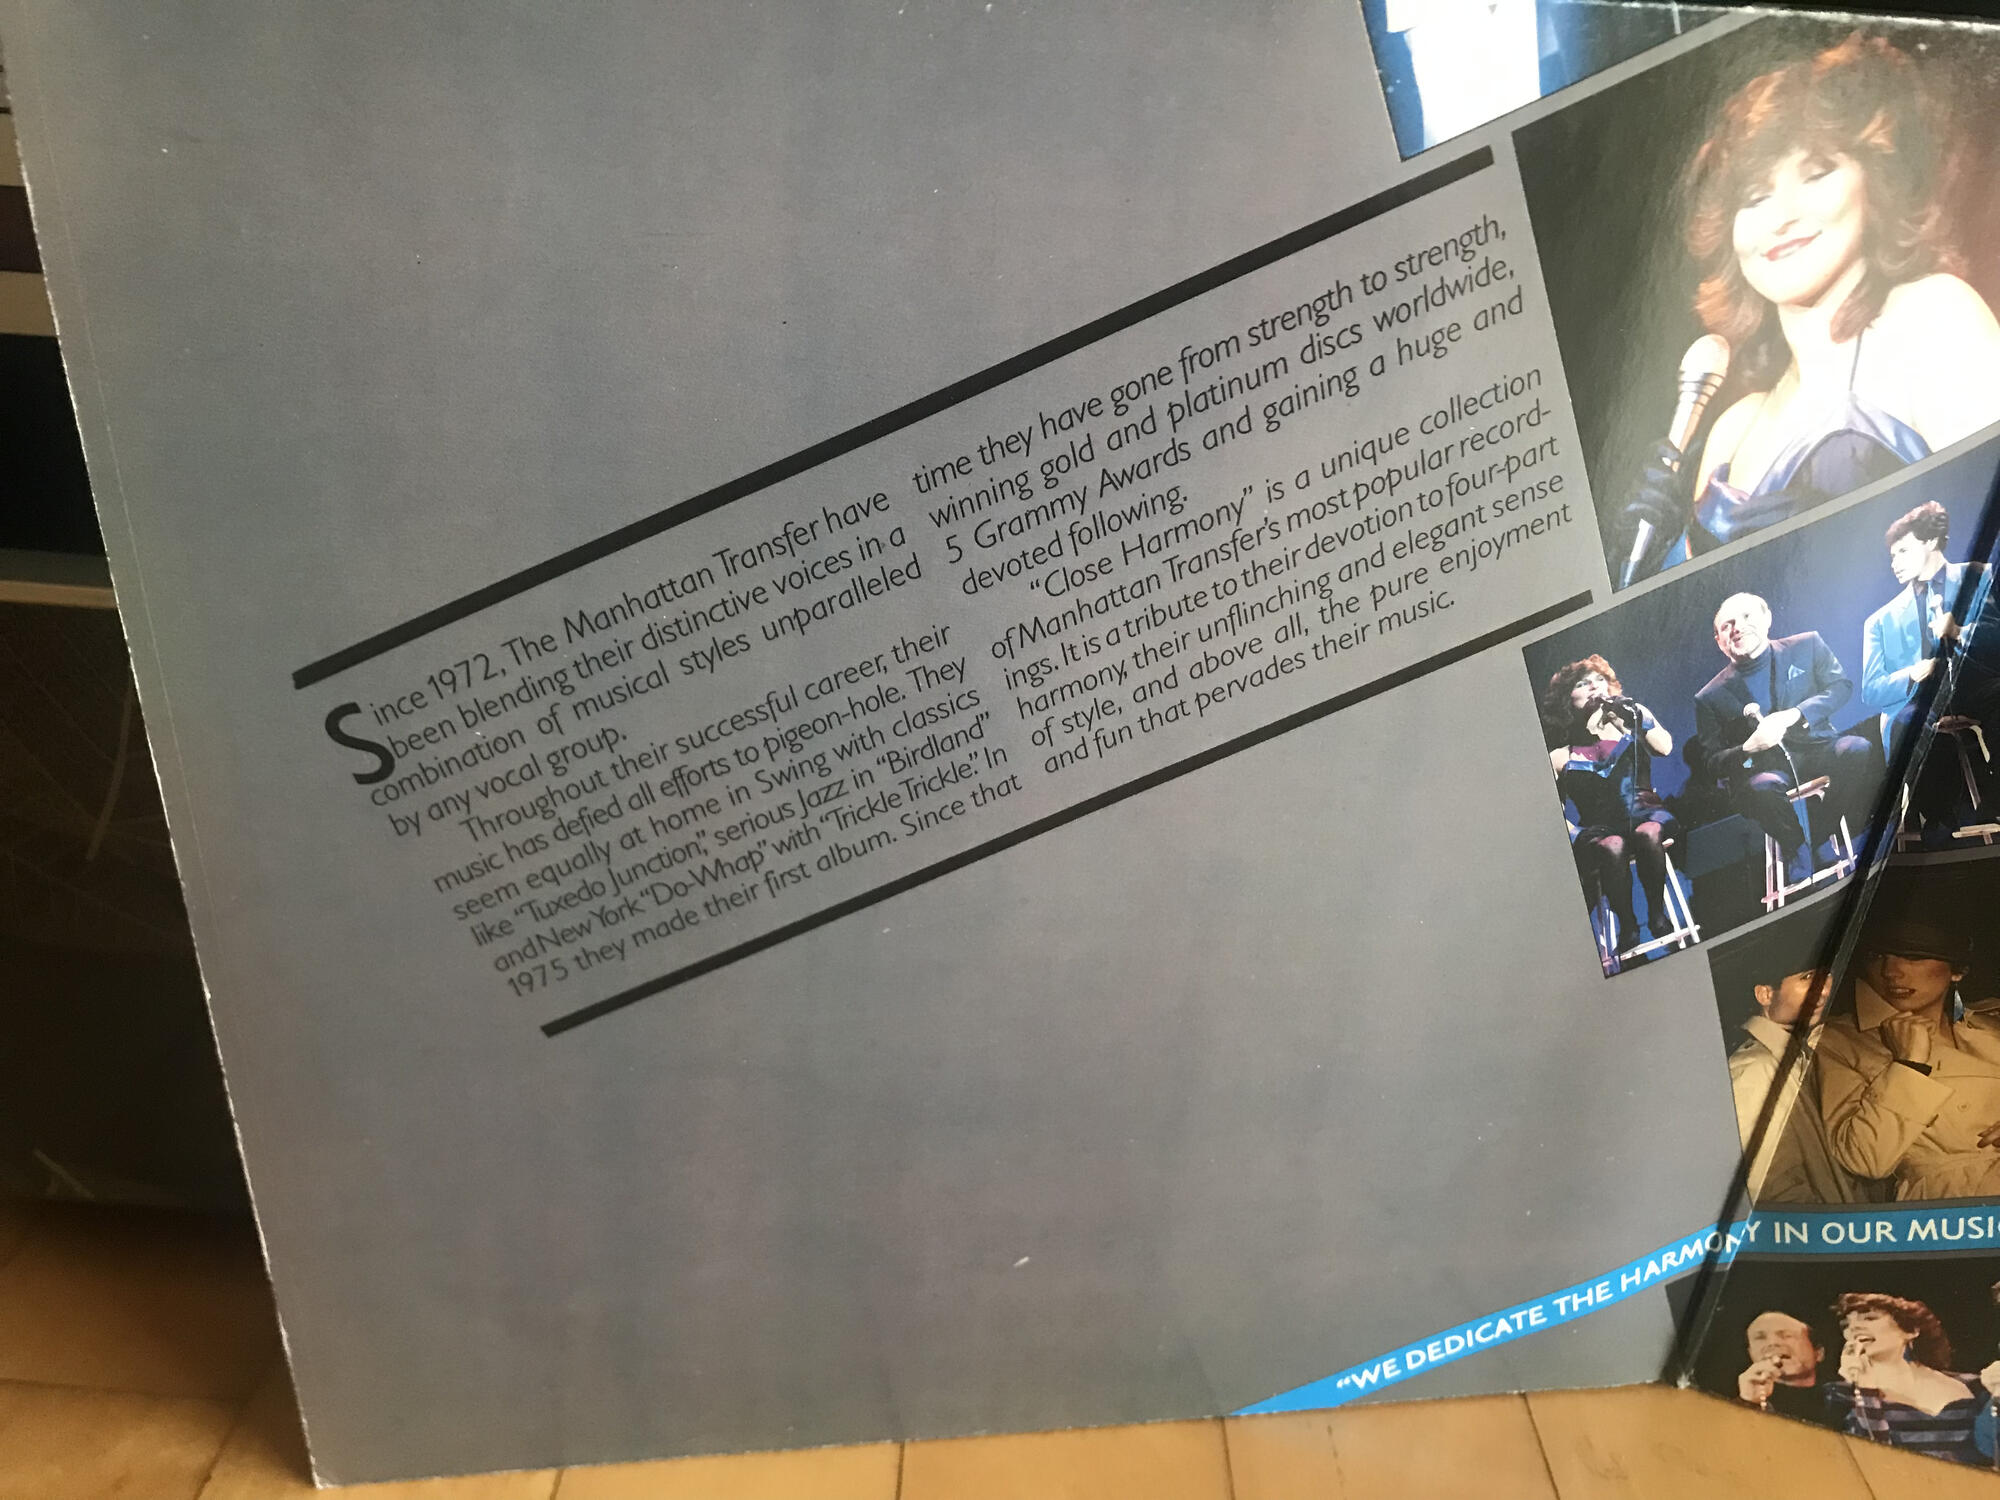 Since 1972, The Manhattan Transfer have
been blending their distinctive voices in a
combination of musical styles unparalleled
by any vocal group.
Throughout their successful career, their
music has defied all efforts to pigeon-hole. They
seem equally at home in Swing with classics
like “Tuxedo Junction”, serious Jazz in “Birdland”
and New York “Do-Whap” with “Trickle Trickle”. In
1975 they made their first album. Since that
time they have gone from strength to strength,
winning gold and platinum discs worldwide,
5 Grammy Awards and gaining a huge and
devoted following.
“Close Harmony” is a unique collection
of Manhattan Transfer's most popular record-
ings. It is a tribute to their devotion to four-part
harmony, their unflinching and elegant sense
of style, and above all, the pure enjoyment
and fun that pervades their music.
“WE DEDICATE THE HARMONY IN OUR MUSIC